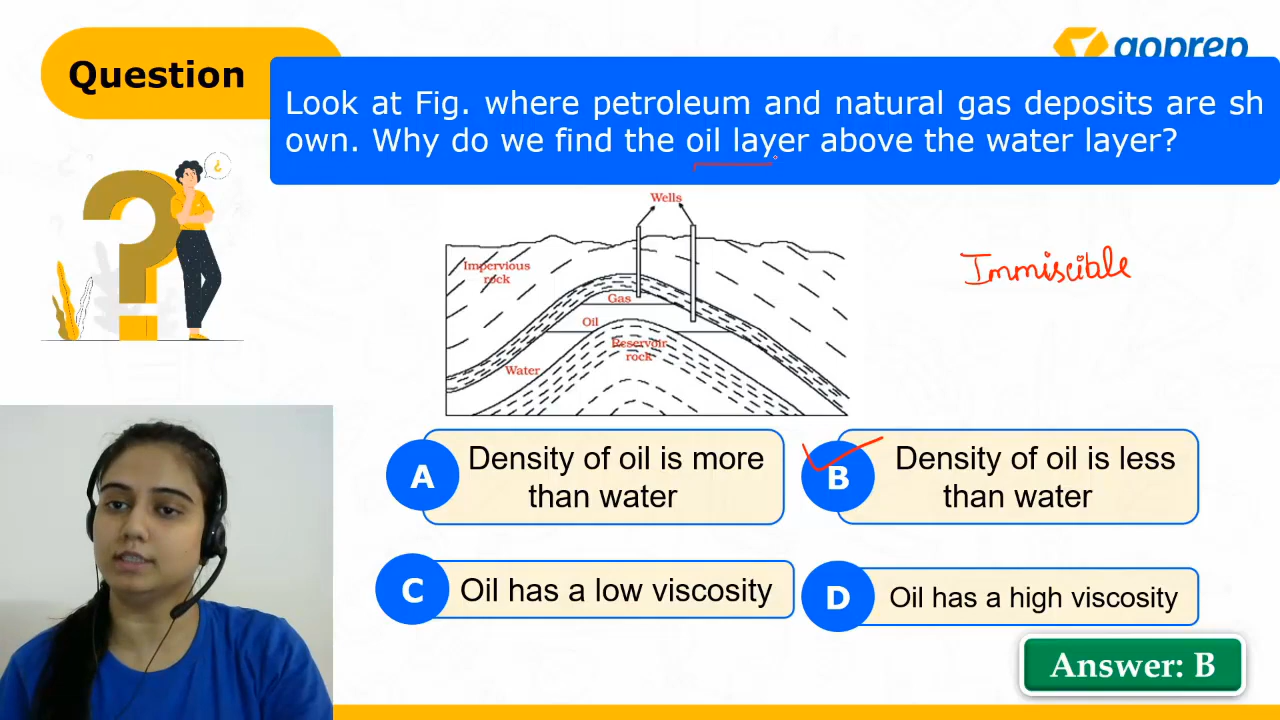 Question
goprep
Look at Fig. where petroleum and natural gas deposits are sh
own. Why do we find the oil layer above the water layer?
?
Wells
Impervious
rock
Gas
Oil
Reservoir
rock
Water
Immiscible
A
Density of oil is more
than water
B
Density of oil is less
than water
C
Oil has a low viscosity
D
Oil has a high viscosity
Answer: B